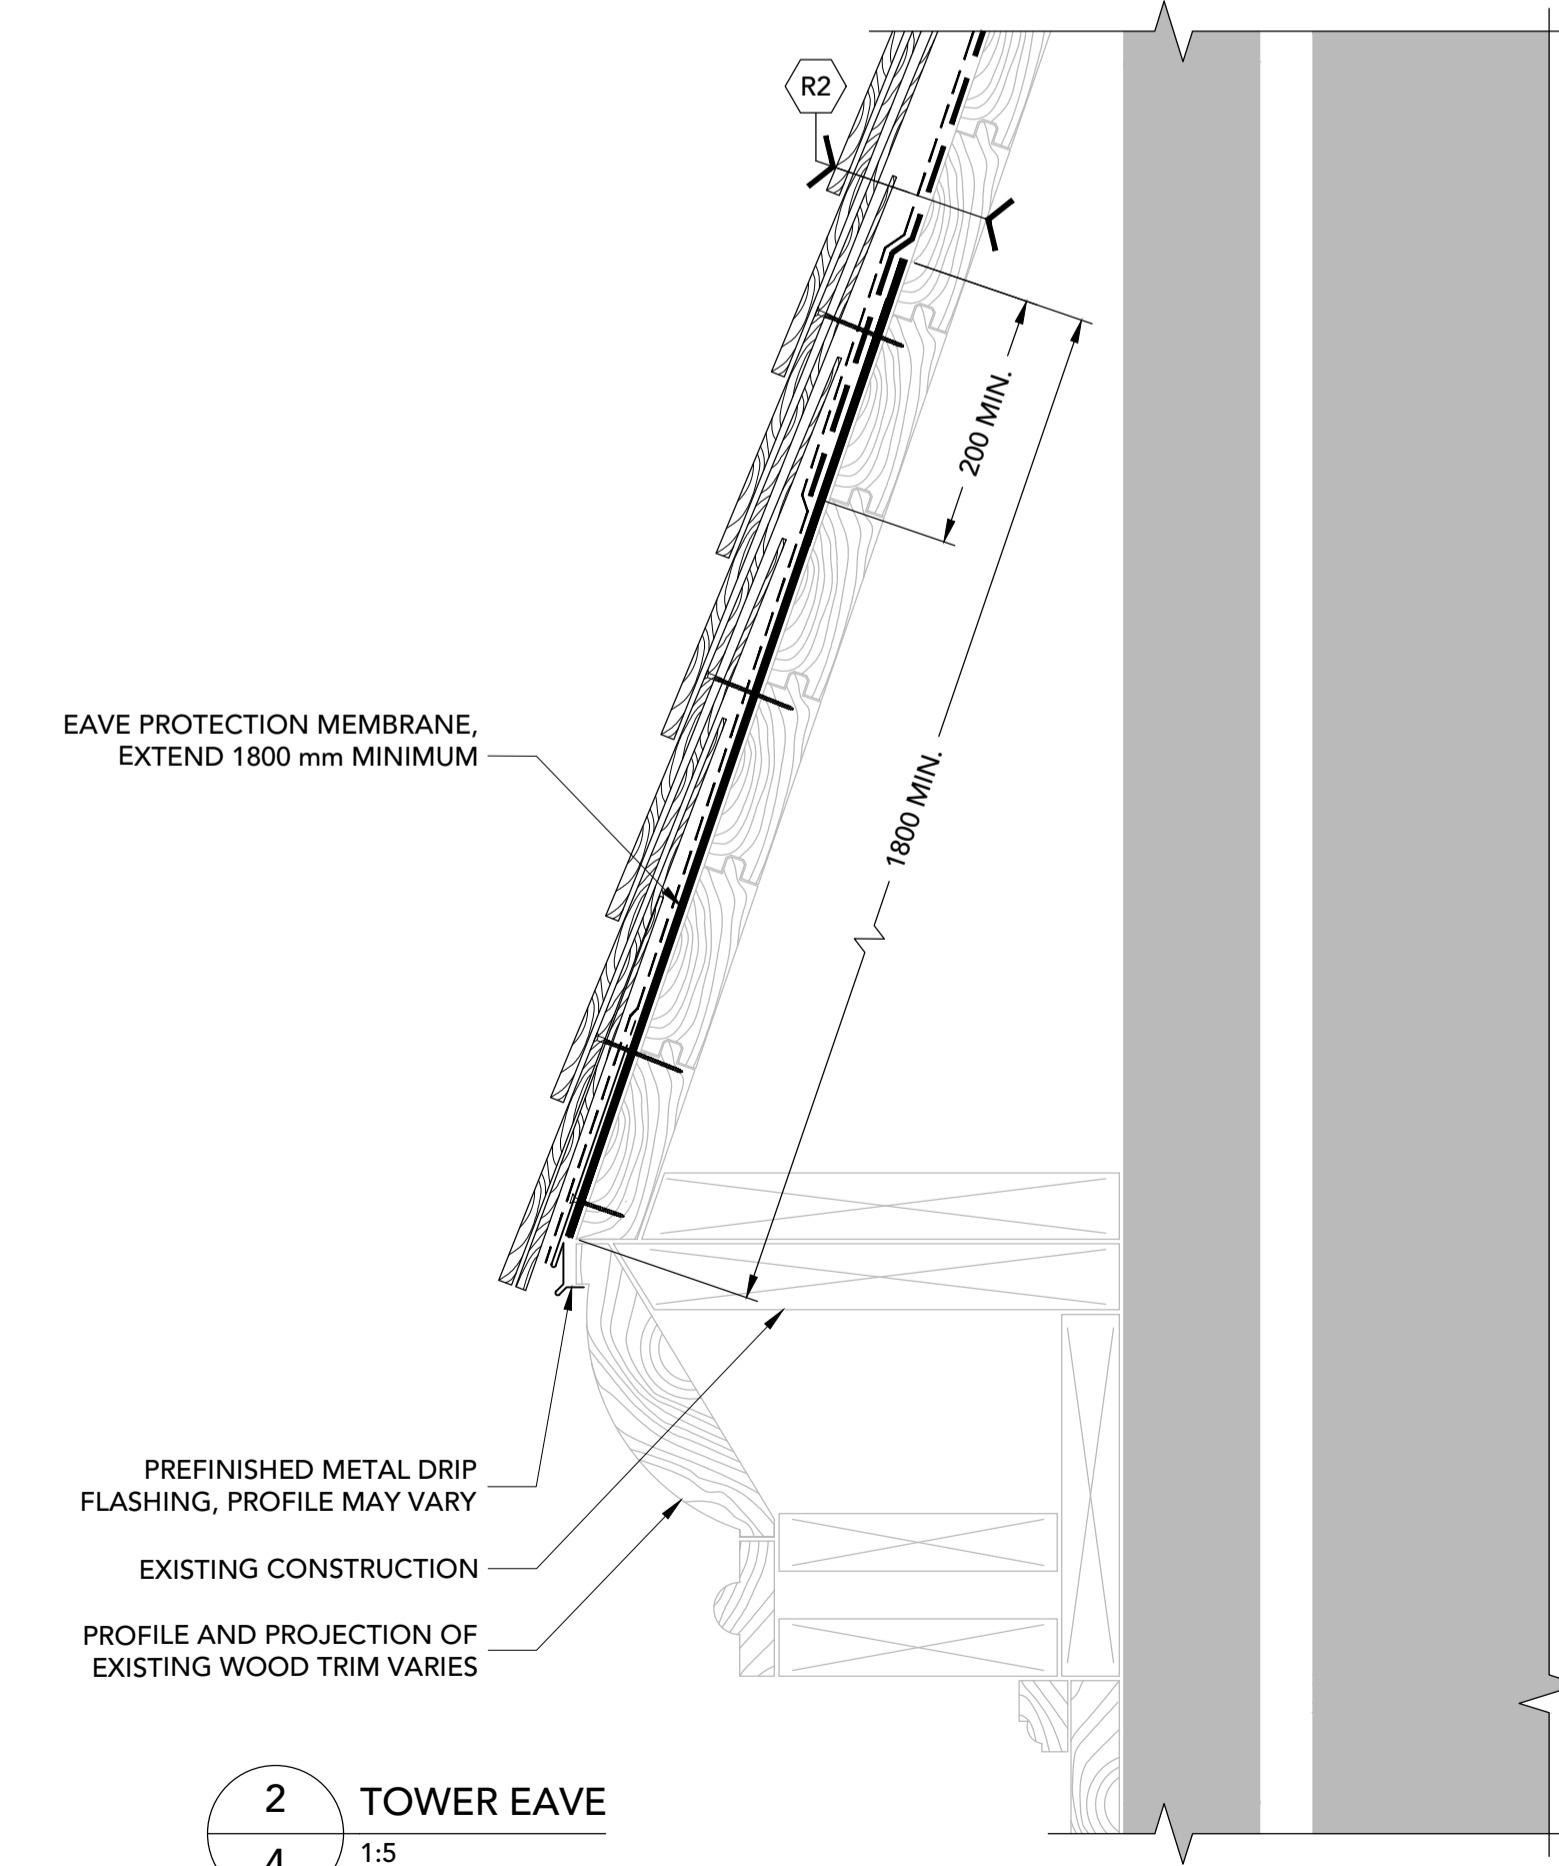 R2
200 MIN.
1800 MIN.
EAVE PROTECTION MEMBRANE,
EXTEND 1800 mm MINIMUM
PREFINISHED METAL DRIP
FLASHING, PROFILE MAY VARY
EXISTING CONSTRUCTION
PROFILE AND PROJECTION OF
EXISTING WOOD TRIM VARIES
2
TOWER EAVE
4
1:5